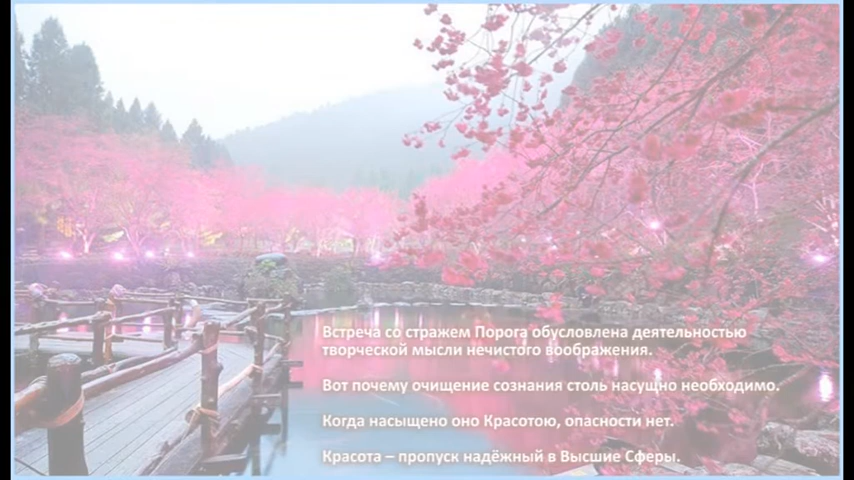 Встреча со стражем Порога обусловлена деятельностью
творческой мысли нечистого воображения.
Вот почему очищение сознания столь насущно необходимо.
Когда насыщено оно Красотою, опасности нет.
Красота – пропуск надёжный в Высшие Сферы.